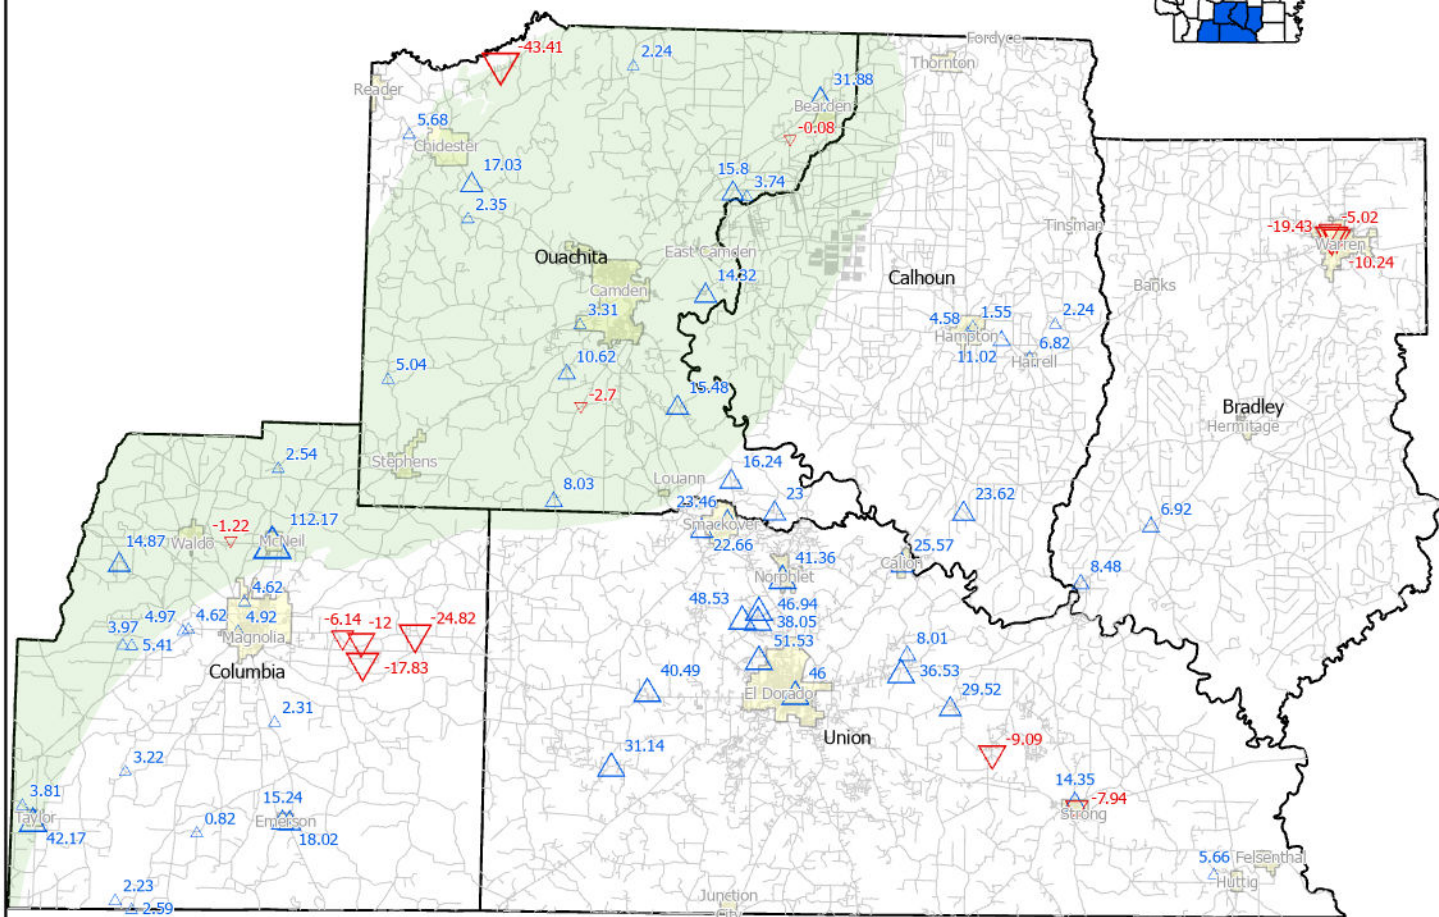 Fordyce
-43.41
2.24
Thornton
31.88
Reader
Bearden
5.68
-0.08
Chidester
17.03
15.8
3.74
2.35
Tinsman
-5.02
-19.43
Warren
-10.24
East Camden
Ouachita
14.82
Calhoun
Banks
Camden
3.31
4.58
1.55
2.24
Hampton
6.82
11.02
Harrell
10.62
5.04
-2.7
15.48
Bradley
Hermitage
Stephens
2.54
16.24
Louann
8.03
23.46
23
23.62
Smackover
6.92
-1.22
112.17
Waldo
McNeil
14.87
22.66
25.57
41.36
Calion
Norphlet
8.48
4.62
48.53
46.94
4.97
4.62
4.92
38.05
-6.14
-12
-24.82
3.97
5.41
Magnolia
51.53
8.01
-17.83
Columbia
40.49
36.53
46
El Dorado
29.52
2.31
Union
-9.09
31.14
3.22
14.35
3.81
15.24
-7.94
Taylor
0.82
Emerson
Strong
42.17
18.02
5.66
Felsenthal
Huttig
2.23
Junction
City
2.59